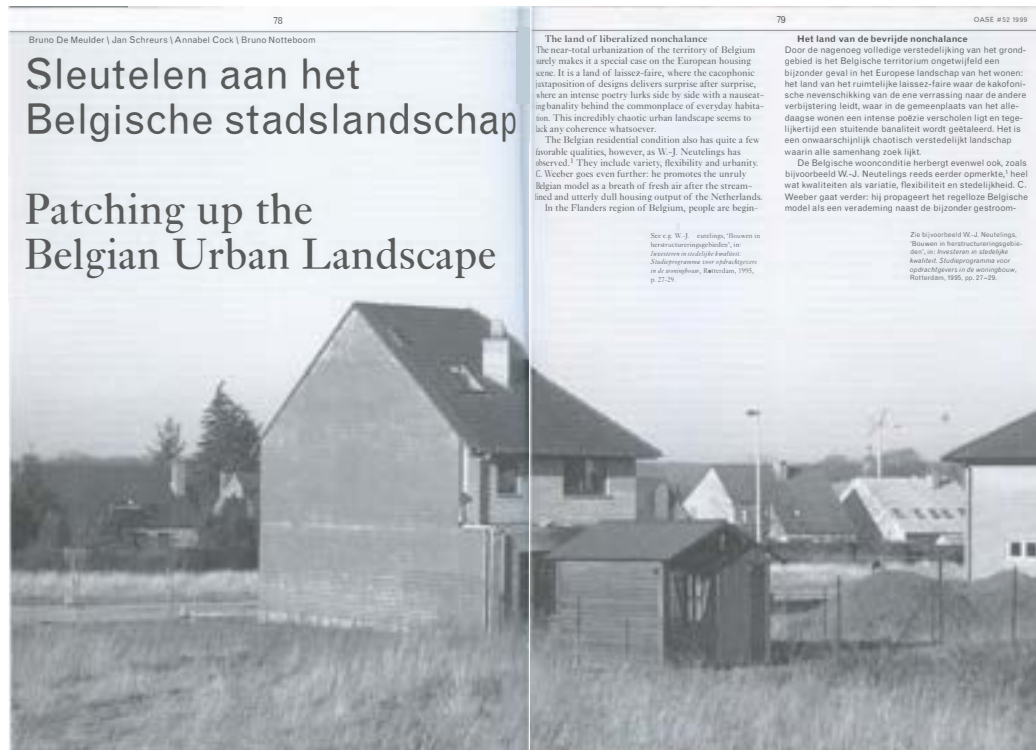 78
Bruno De Meulder \ Jan Schreurs \ Annabel Cock \ Bruno Notteboom
Sleutelen aan het
Belgische stadslandschap
Patching up the
Belgian Urban Landscape
79
OASE #52 1999
The land of liberalized nonchalance
The near-total urbanization of the territory of Belgium
surely makes it a special case on the European housing
scene. It is a land of laissez-faire, where the cacophonic
juxtaposition of designs delivers surprise after surprise,
where an intense poetry lurks side by side with a nauseat-
ing banality behind the commonplace of everyday habita-
tion. This incredibly chaotic urban landscape seems to
lack any coherence whatsoever.
The Belgian residential condition also has quite a few
favorable qualities, however, as W.-J. Neutelings has
observed.¹ They include variety, flexibility and urbanity.
C. Weeber goes even further: he promotes the unruly
Belgian model as a breath of fresh air after the stream-
lined and utterly dull housing output of the Netherlands.
In the Flanders region of Belgium, people are begin-
See e.g. W.-J. eutelings, 'Bouwen in
herstructureringsgebieden', in:
Investeren in stedelijke kwaliteit.
Studieprogramma voor opdrachtgevers
in de woningbouw, Rotterdam, 1995,
p. 27-29.
Het land van de bevrijde nonchalance
Door de nagenoeg volledige verstedelijking van het grond-
gebied is het Belgische territorium ongetwijfeld een
bijzonder geval in het Europese landschap van het wonen:
het land van het ruimtelijke laissez-faire waar de kakofoni-
sche nevenschikking van de ene verrassing naar de andere
verbijstering leidt, waar in de gemeenplaats van het alle-
daagse wonen een intense poëzie verscholen ligt en tege-
lijkertijd een stuitende banaliteit wordt geëtaleerd. Het is
een onwaarschijnlijk chaotisch verstedelijkt landschap
waarin alle samenhang zoek lijkt.
De Belgische woonconditie herbergt evenwel ook, zoals
bijvoorbeeld W.-J. Neutelings reeds eerder opmerkte,¹ heel
wat kwaliteiten als variatie, flexibiliteit en stedelijkheid. C.
Weeber gaat verder: hij propageert het regelloze Belgische
model als een verademing naast de bijzonder gestroom-
Zie bijvoorbeeld W.-J. Neutelings,
'Bouwen in herstructureringsgebie-
den', in: Investeren in stedelijke
kwaliteit. Studieprogramma voor
opdrachtgevers in de woningbouw,
Rotterdam, 1995, pp. 27–29.